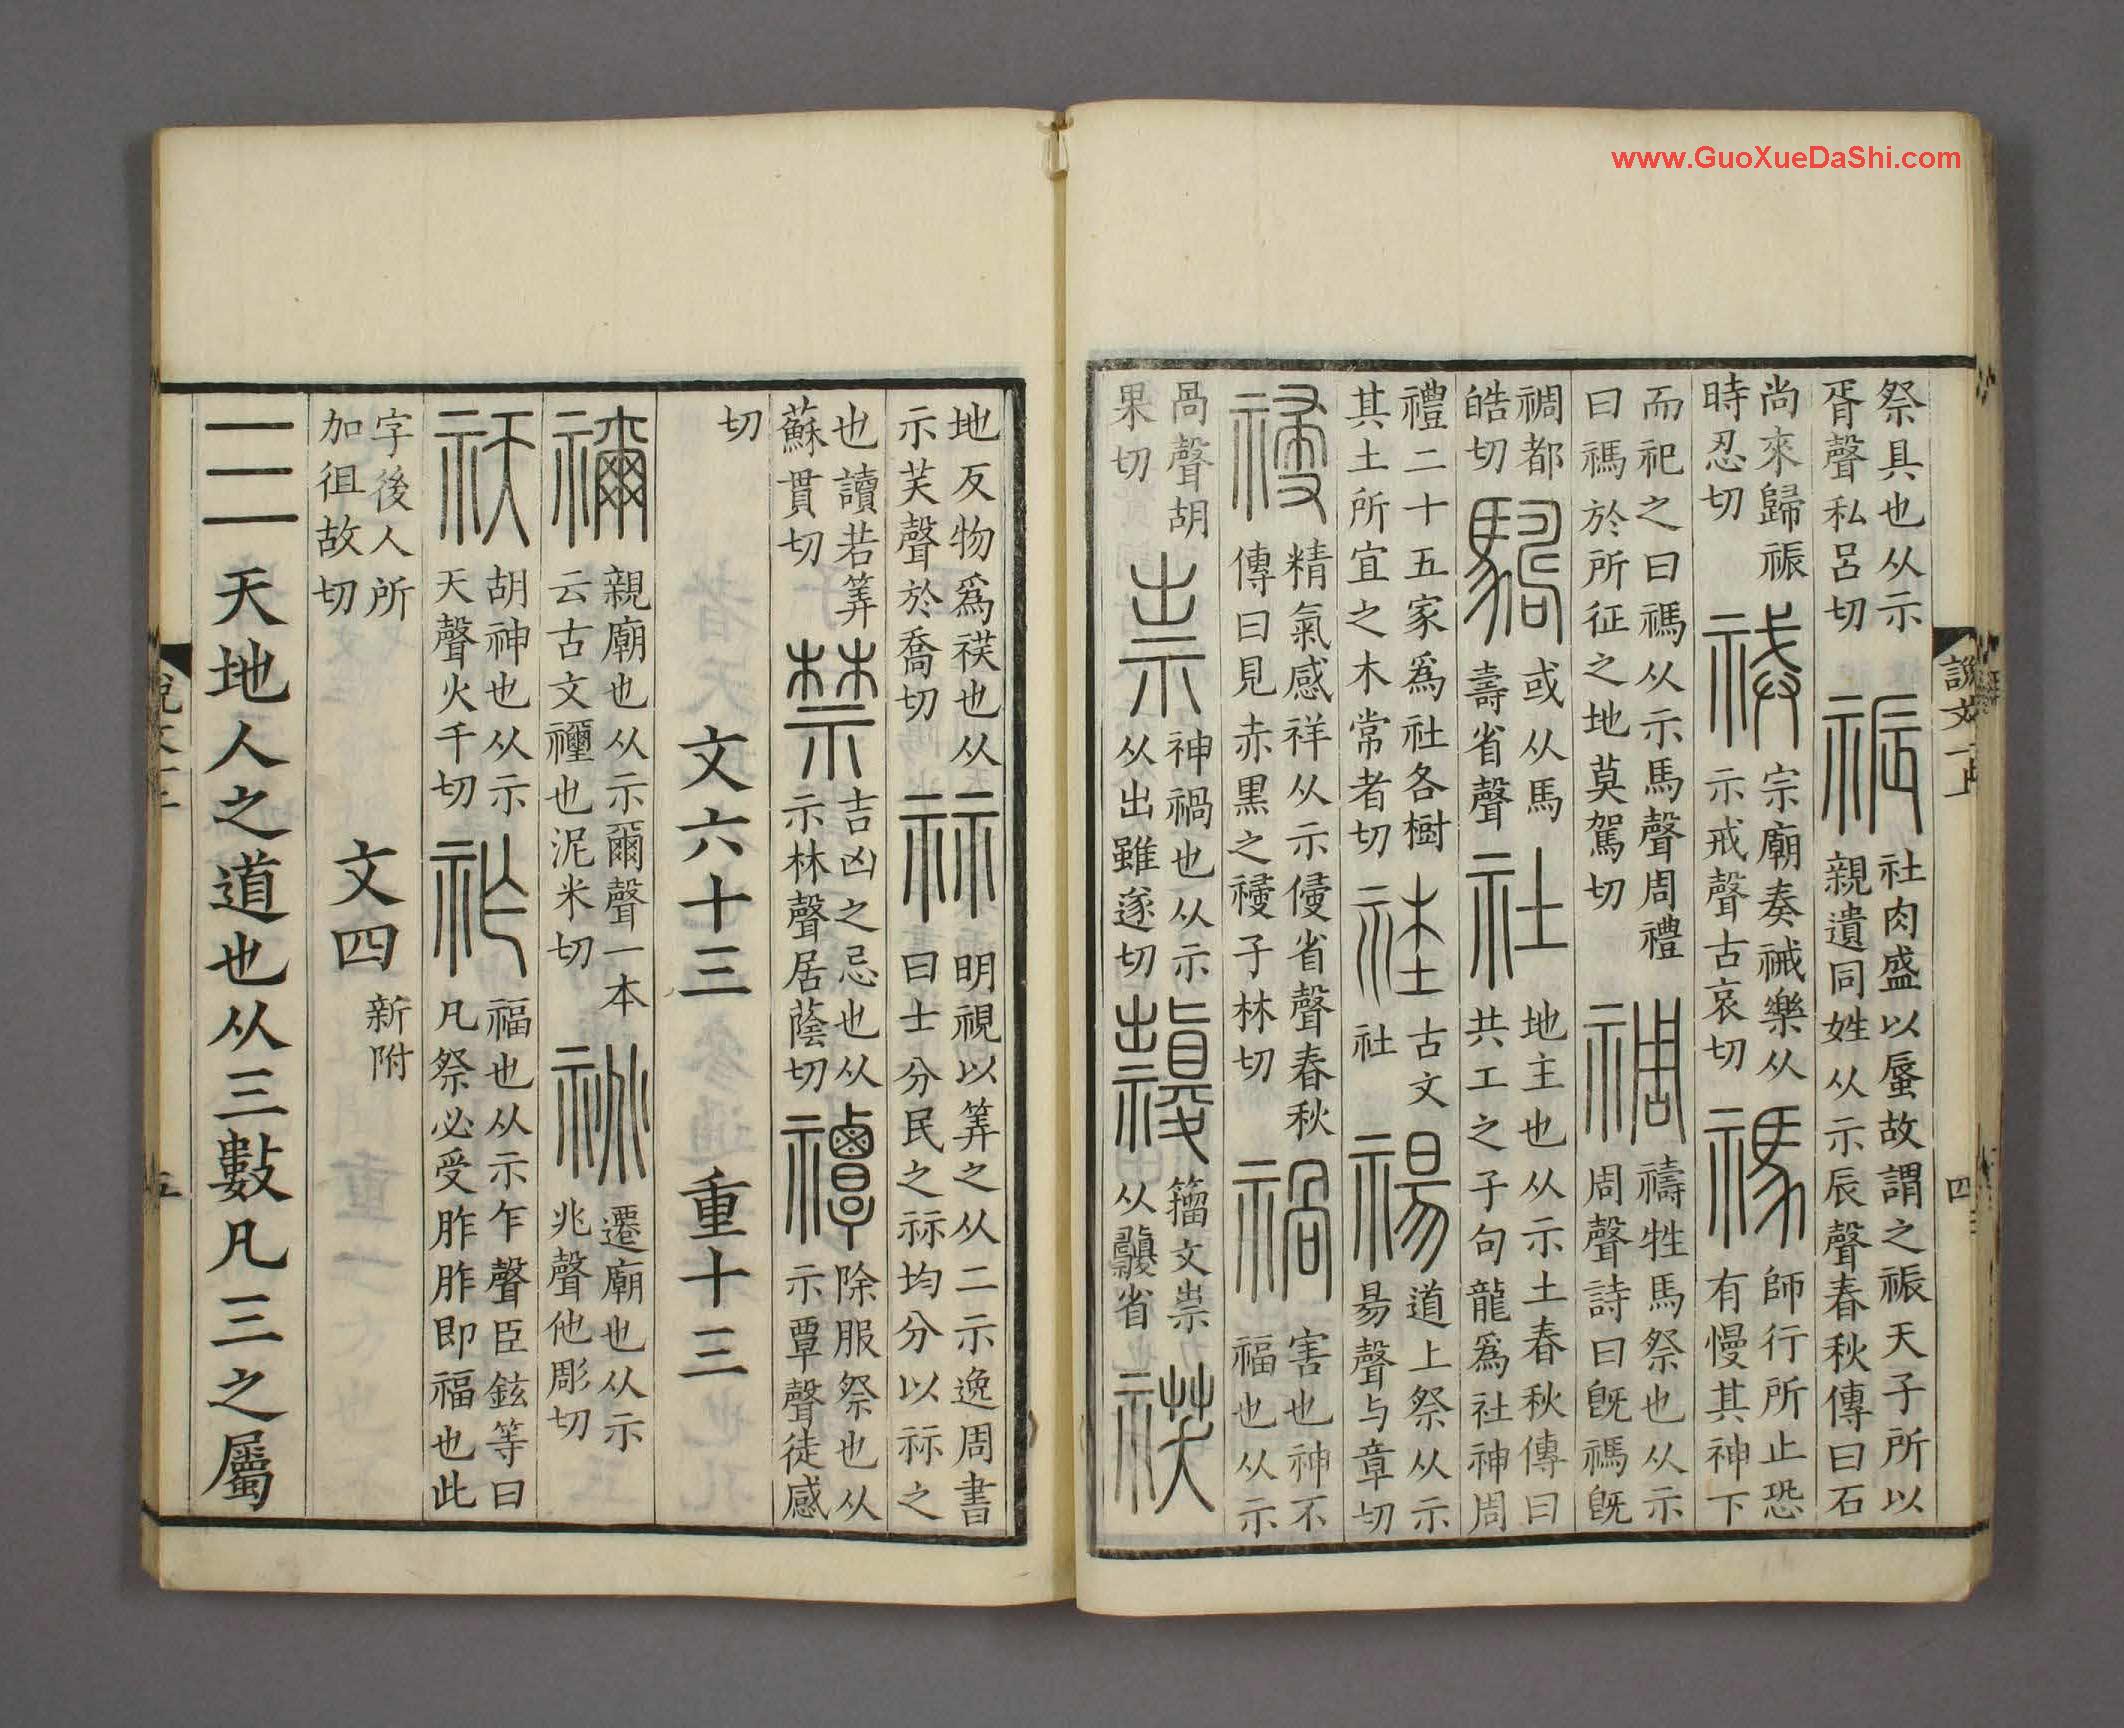 www.GuoXueDaShi.com
祭具也从示胥聲私呂切祳社肉盛以蜃故謂之祳天子所以親遺同姓从示辰聲春秋傳曰石
尚來歸祳時忍切祴宗廟奏祴樂从示戒聲古哀切禡師行所止恐有慢其神下
而祀之曰禡从示馬聲周禮曰禡於所征之地莫駕切禂禱牲馬祭也从示周聲詩曰旣禡旣
禂都皓切或从馬壽省聲社地主也从示土春秋傳曰共工之子句龍爲社神周
禮二十五家爲社各樹其土所宜之木常者切古文社禓道上祭从示昜聲与章切
祲精氣感祥从示侵省聲春秋傳曰見赤黑之祲子林切禍害也神不福也从示
咼聲胡果切祟神禍也从示从出雖遂切籒文祟从省祅
說文一上
四
地反物爲祅也从示芺聲於喬切祘明視以筭之从二示逸周書曰士分民之祘均分以祘之
也讀若筭蘇貫切禁吉凶之忌也从示林聲居蔭切禫除服祭也从示覃聲徒感
切
文六十三 重十三
禰親廟也从示爾聲一本云古文禰也泥米切祧遷廟也从示兆聲他彫切
祆胡神也从示天聲火千切祚福也从示乍聲臣鉉等曰凡祭必受胙胙即福也此
字後人所加徂故切
文四新附
三天地人之道也从三數凡三之屬
五